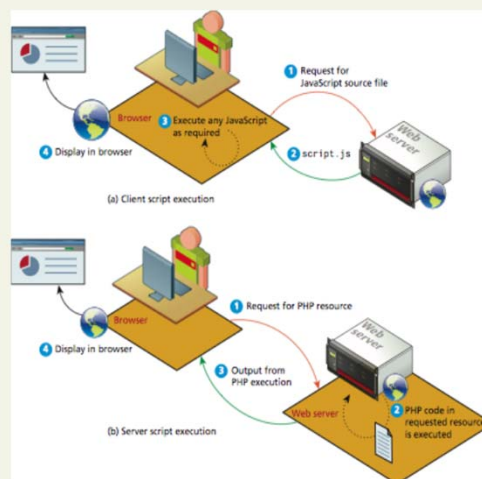 1 Request for
JavaScript source file
Web
server
Browser
3 Execute any JavaScript
as required
2 script.js
4 Display in browser
(a) Client script execution
1 Request for PHP resource
Web
server
Browser
3 Output from
PHP execution
4 Display in browser
Web server
2 PHP code in
requested resource
is executed
(b) Server script execution